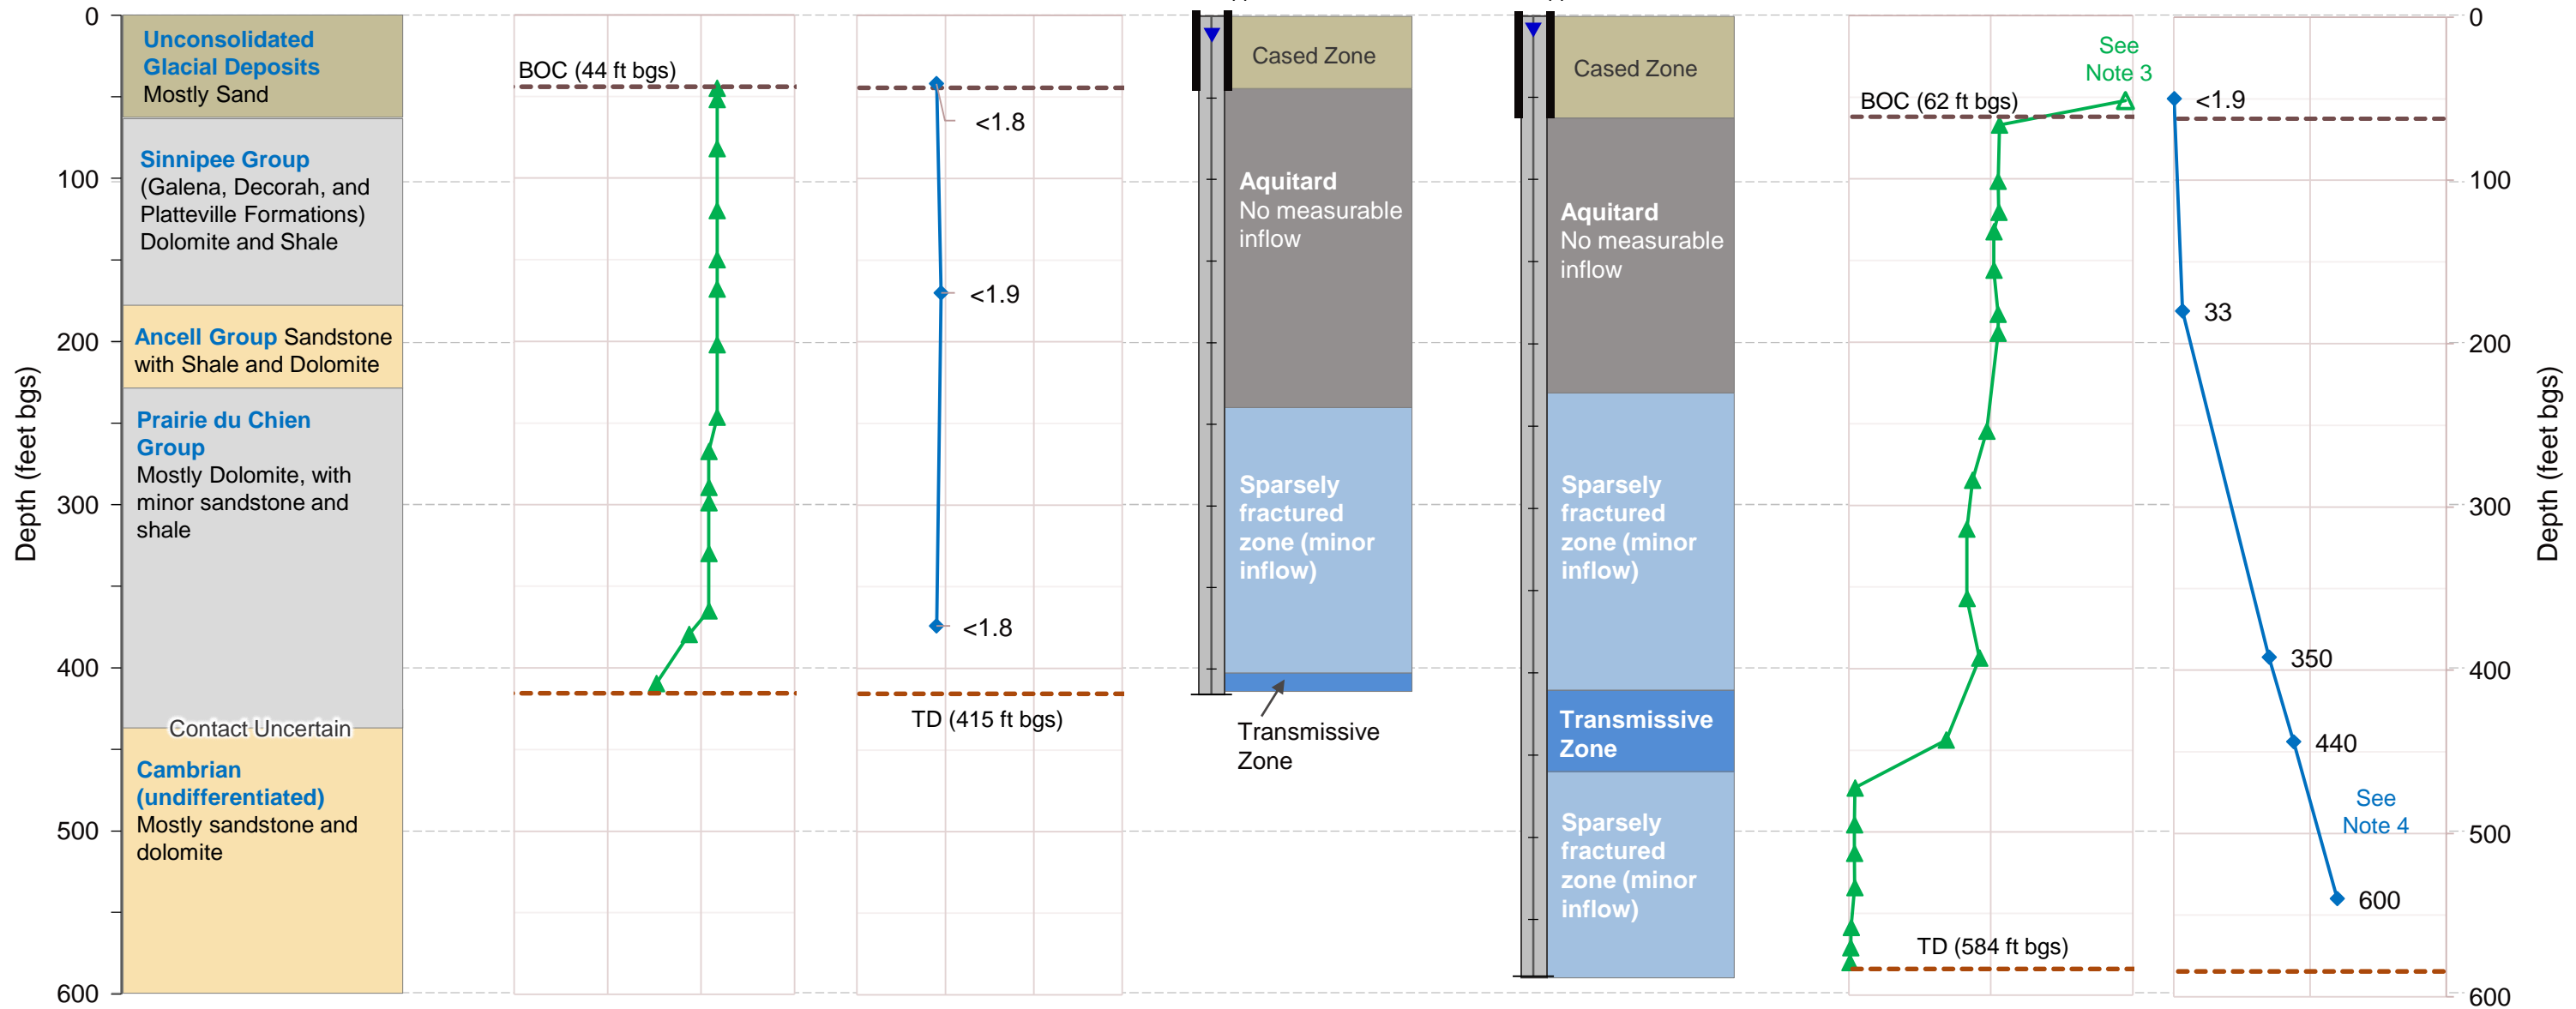 0
100
200
300
400
500
600
Depth (feet bgs)
Unconsolidated
Glacial Deposits
Mostly Sand
Sinnipee Group
(Galena, Decorah, and
Platteville Formations)
Dolomite and Shale
Ancell Group Sandstone
with Shale and Dolomite
Prairie du Chien
Group
Mostly Dolomite, with
minor sandstone and
shale
Contact Uncertain
Cambrian
(undifferentiated)
Mostly sandstone and
dolomite
BOC (44 ft bgs)
<1.8
<1.9
<1.8
TD (415 ft bgs)
Cased Zone
Aquitard
No measurable
inflow
Sparsely
fractured
zone (minor
inflow)
Transmissive
Zone
Cased Zone
Aquitard
No measurable
inflow
Sparsely
fractured
zone (minor
inflow)
Transmissive
Zone
Sparsely
fractured
zone (minor
inflow)
See
Note 3
BOC (62 ft bgs)
TD (584 ft bgs)
<1.9
33
350
440
See
Note 4
600
0
100
200
300
400
500
600
Depth (feet bgs)